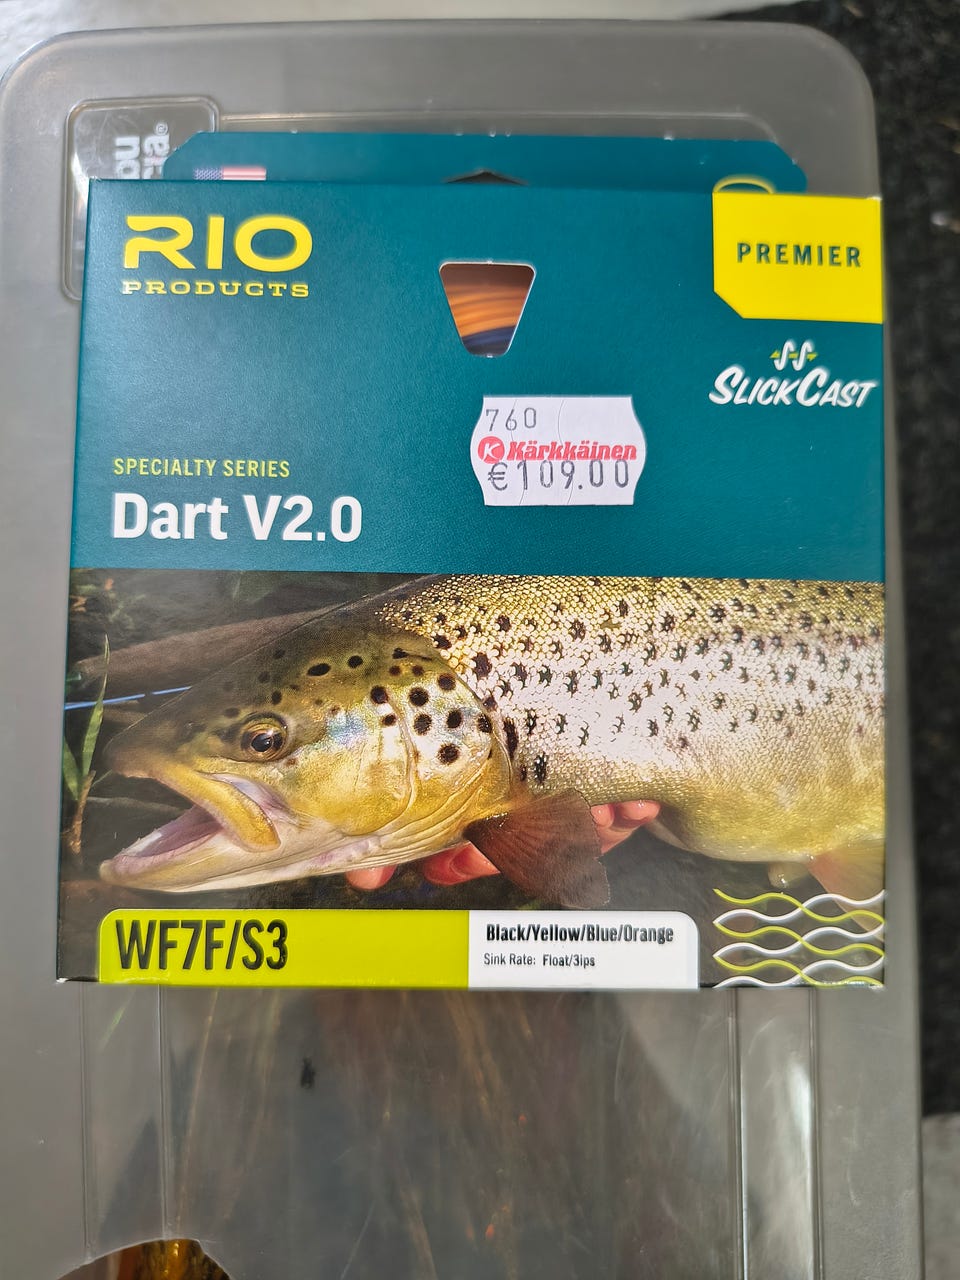 RIO
PRODUCTS
PREMIER
SLICKCAST
760
K Kärkkäinen
€109.00
SPECIALTY SERIES
Dart V2.0
WF7F/S3
Black/Yellow/Blue/Orange
Sink Rate: Float/3ips